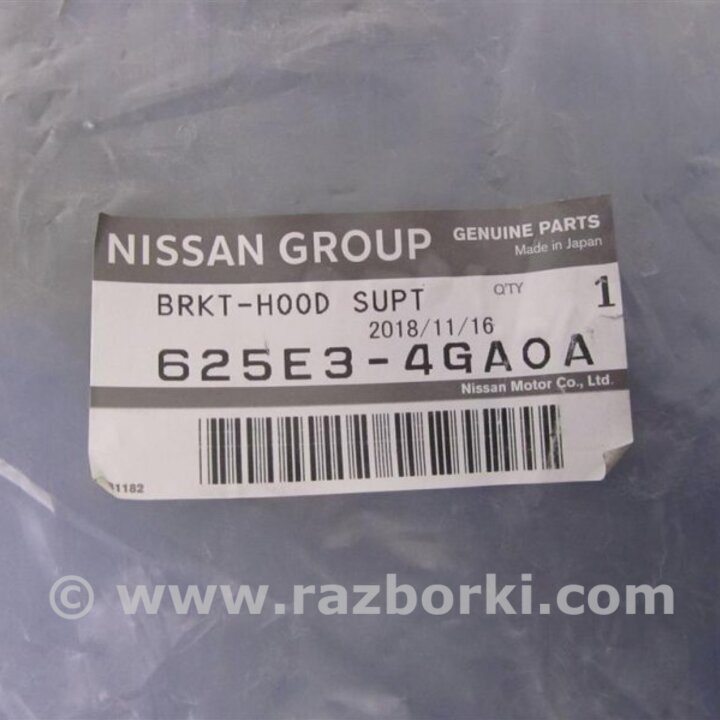 NISSAN GROUP GENUINE PARTS
Made in Japan
BRKT-HOOD SUPT Q'TY 1
2018/11/16
625E3-4GA0A
Nissan Motor Co., Ltd.
31182
© www.razborki.com